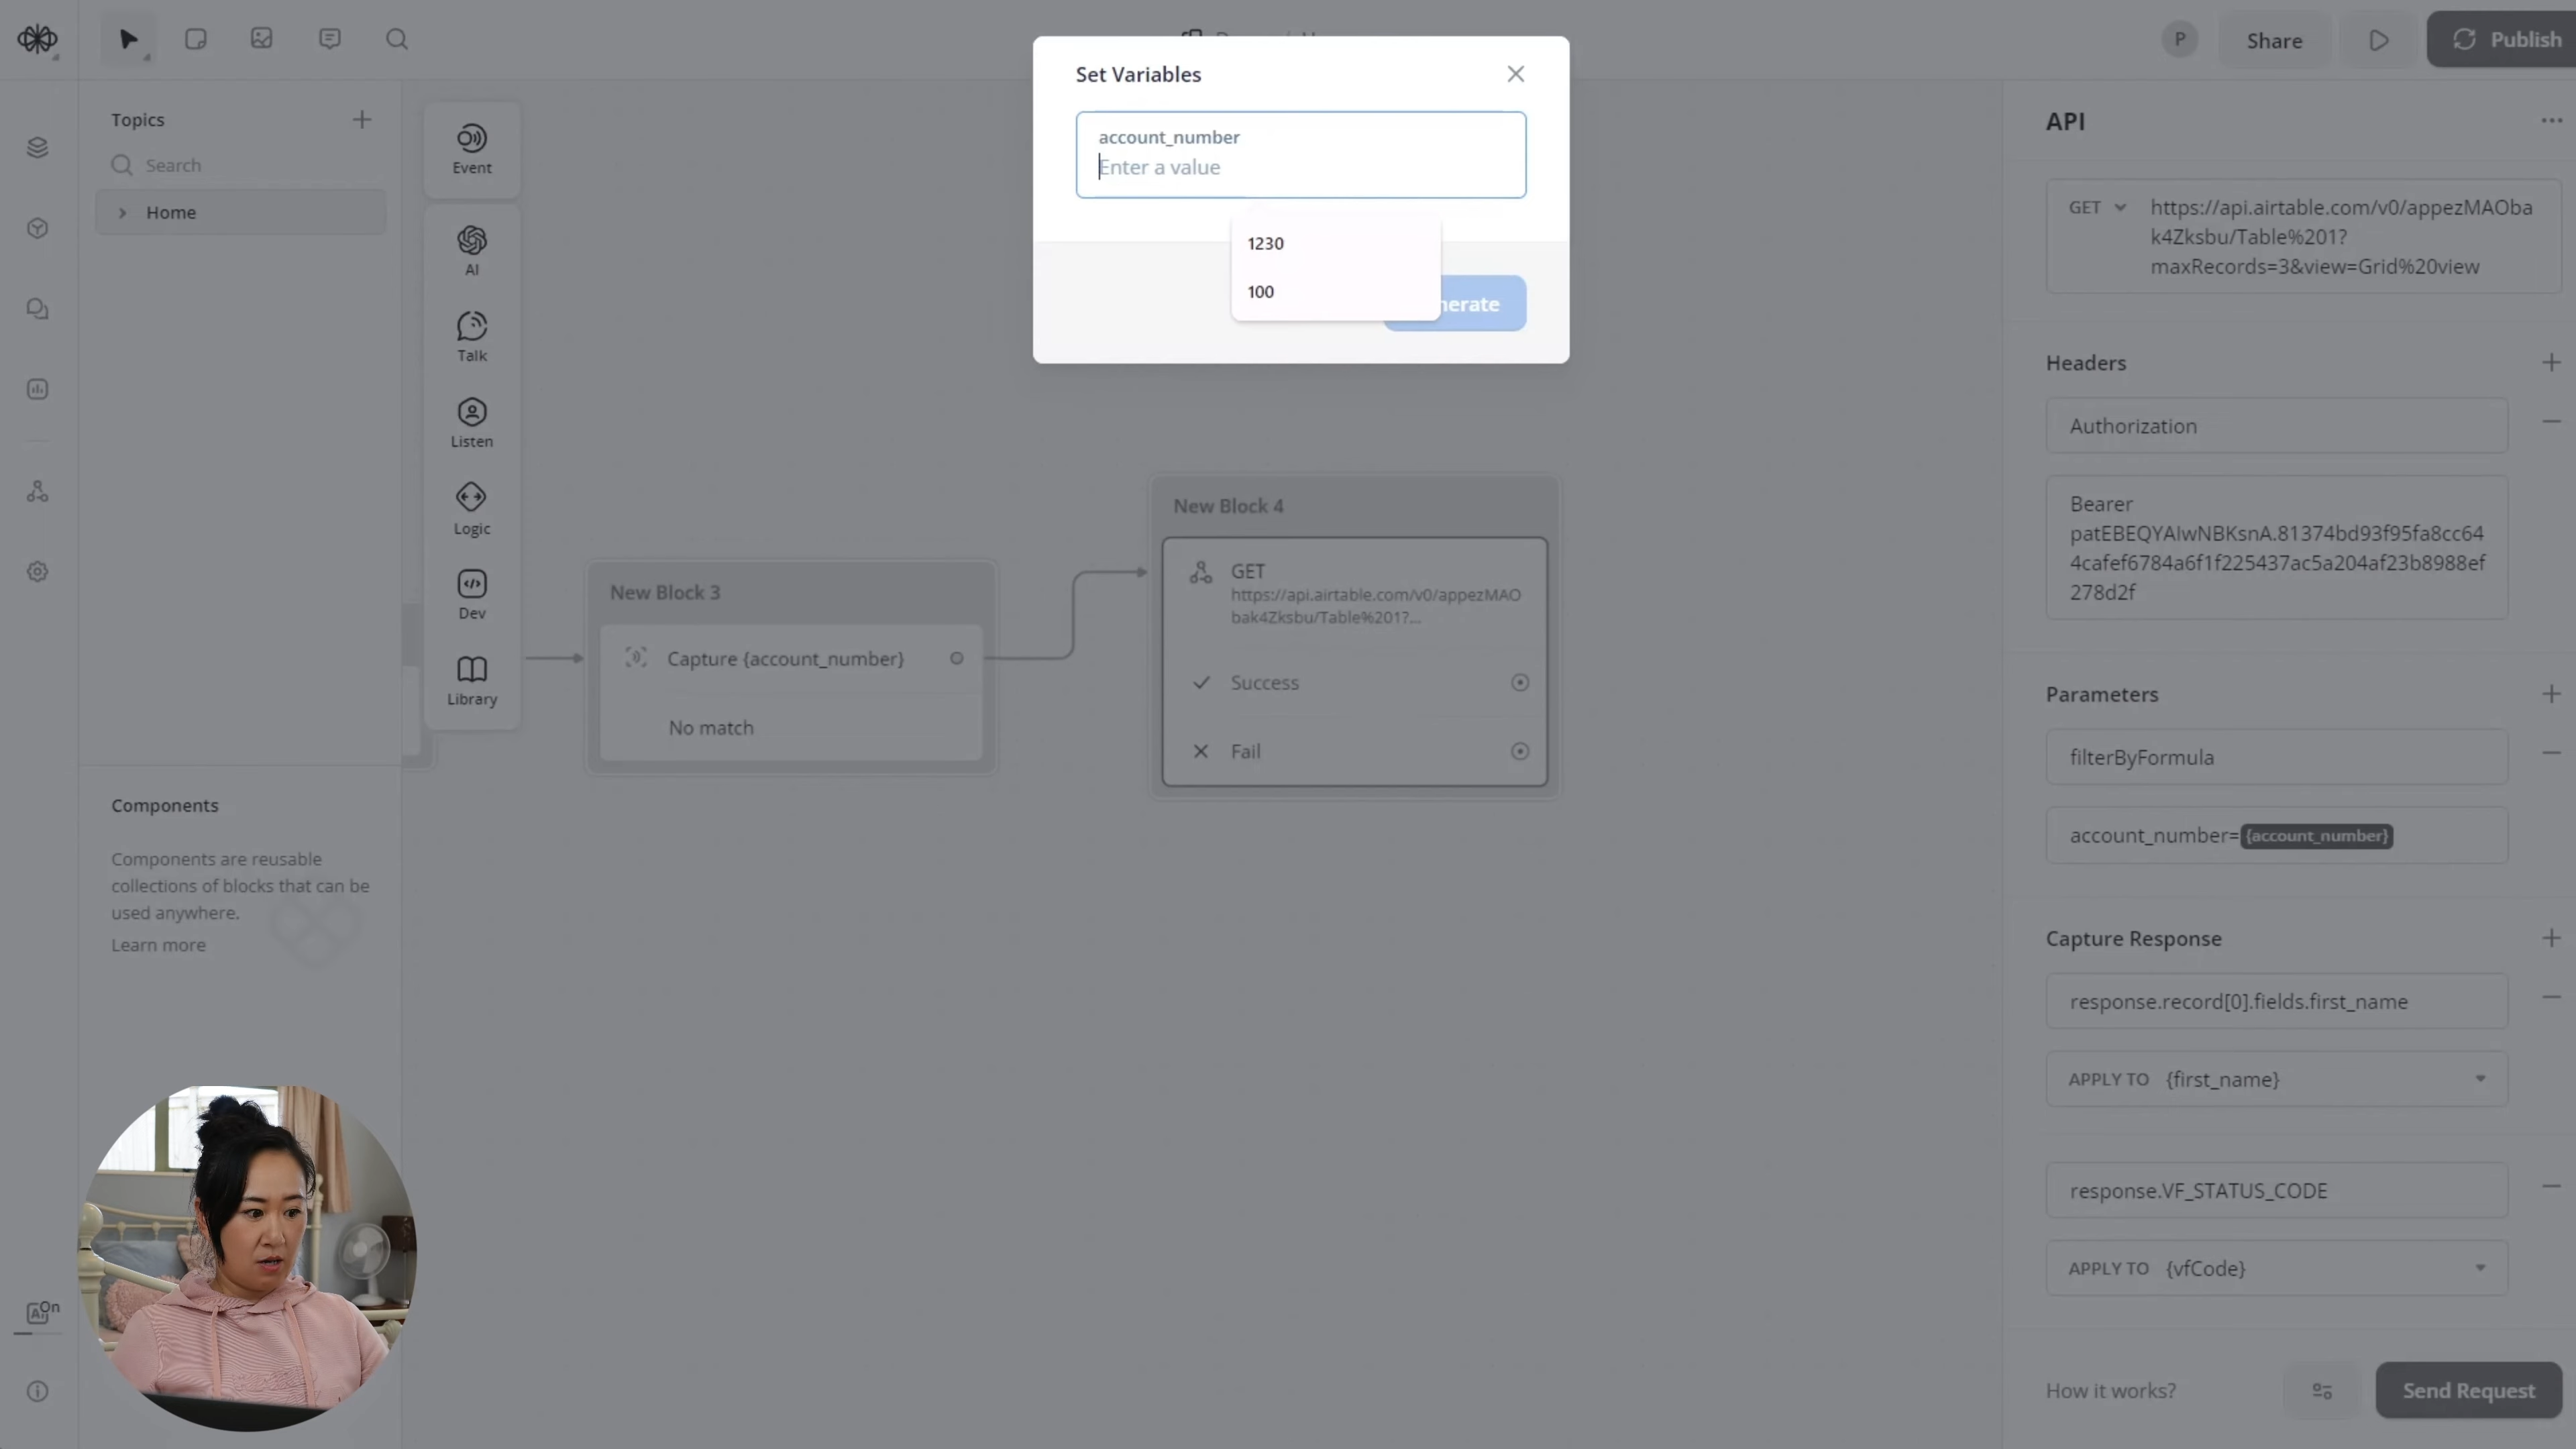 P
Share
Publish
Topics
Search
Home
Event
AI
Talk
Listen
Logic
Dev
Library
Components
Components are reusable
collections of blocks that can be
used anywhere.
Learn more
On
Set Variables
account_number
Enter a value
1230
100
nerate
New Block 3
Capture {account_number}
No match
New Block 4
GET
https://api.airtable.com/v0/appezMAO
bak4Zksbu/Table%201?...
Success
Fail
API
GET
https://api.airtable.com/v0/appezMAOba
k4Zksbu/Table%201?
maxRecords=3&view=Grid%20view
Headers
Authorization
Bearer
patEBEQYAIwNBKsnA.81374bd93f95fa8cc64
4cafef6784a6f1f225437ac5a204af23b8988ef
278d2f
Parameters
filterByFormula
account_number={account_number}
Capture Response
response.record[0].fields.first_name
APPLY TO {first_name}
response.VF_STATUS_CODE
APPLY TO {vfCode}
How it works?
Send Request